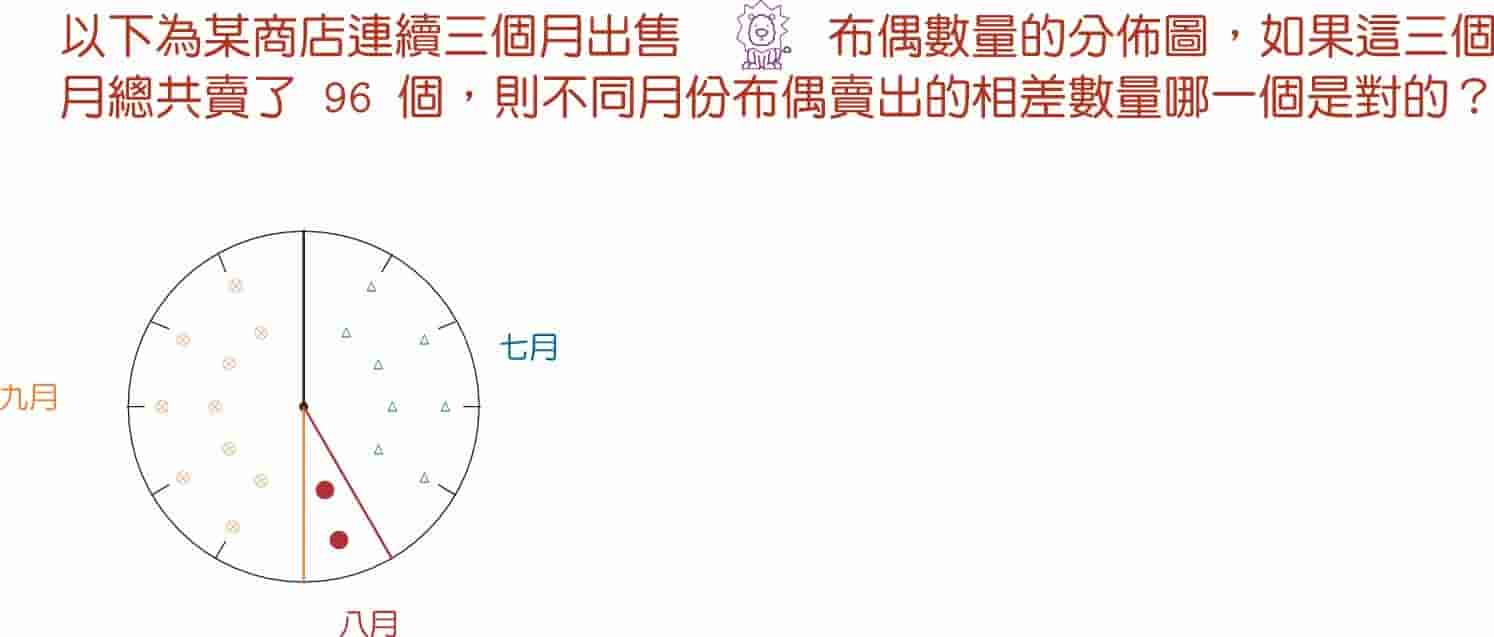 以下為某商店連續三個月出售 布偶數量的分佈圖，如果這三個
月總共賣了 96 個，則不同月份布偶賣出的相差數量哪一個是對的？
七月
九月
八月